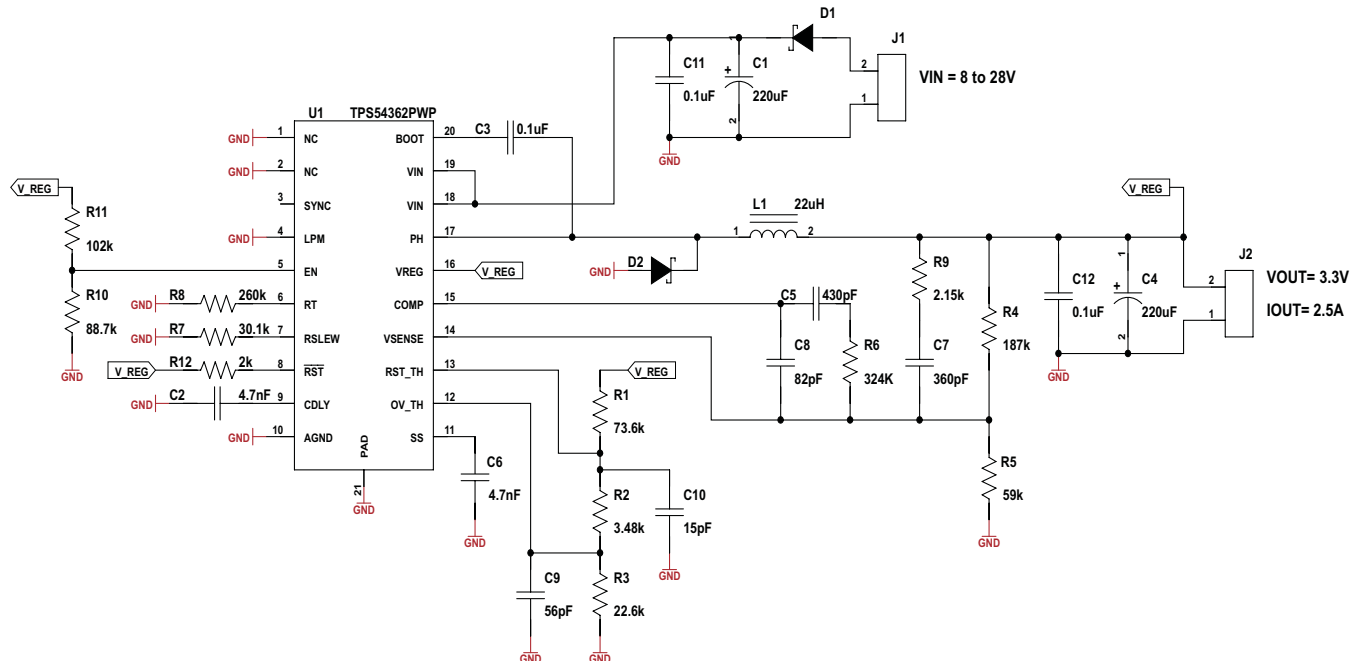 D1
J1
VIN = 8 to 28V
2
1
C11
0.1uF
1
+
C1
220uF
2
GND
U1
TPS54362PWP
GND
1
NC
GND
2
NC
3
SYNC
GND
4
LPM
5
EN
GND
R8
260k
6
RT
GND
R7
30.1k
7
RSLEW
V_REG
R12
2k
8
RST
GND
C2
4.7nF
9
CDLY
GND
10
AGND
PAD
21
GND
BOOT
20
C3
0.1uF
VIN
19
VIN
18
PH
17
VREG
16
V_REG
COMP
15
VSENSE
14
RST_TH
13
OV_TH
12
SS
11
V_REG
R11
102k
R10
88.7k
GND
C6
4.7nF
GND
L1
22uH
1
2
GND
D2
C5
430pF
C8
82pF
R6
324K
R9
2.15k
C7
360pF
R4
187k
R5
59k
GND
V_REG
C12
0.1uF
1
+
C4
220uF
2
GND
J2
2
1
VOUT= 3.3V
IOUT= 2.5A
V_REG
R1
73.6k
R2
3.48k
C10
15pF
GND
R3
22.6k
GND
C9
56pF
GND